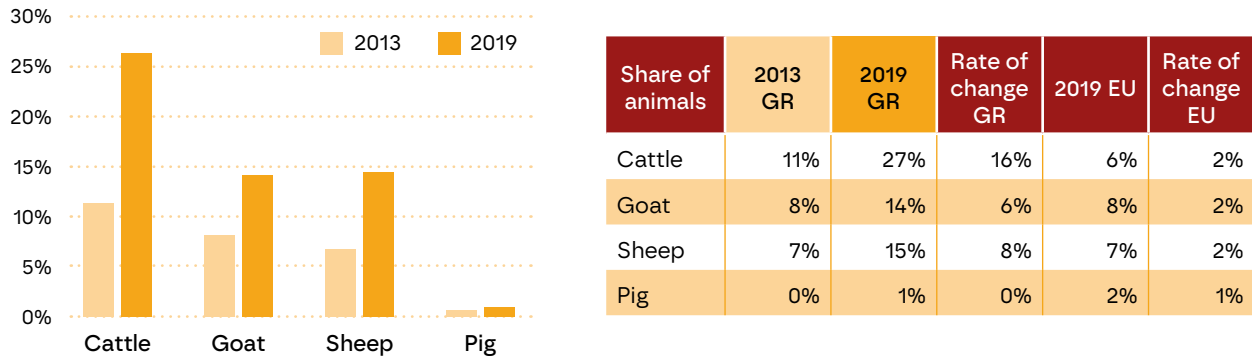 30%
25%
20%
15%
10%
5%
0%
2013 2019
Cattle Goat Sheep Pig
Share of
animals
2013
GR
2019
GR
Rate of
change
GR
2019 EU
Rate of
change
EU
Cattle 11% 27% 16% 6% 2%
Goat 8% 14% 6% 8% 2%
Sheep 7% 15% 8% 7% 2%
Pig 0% 1% 0% 2% 1%